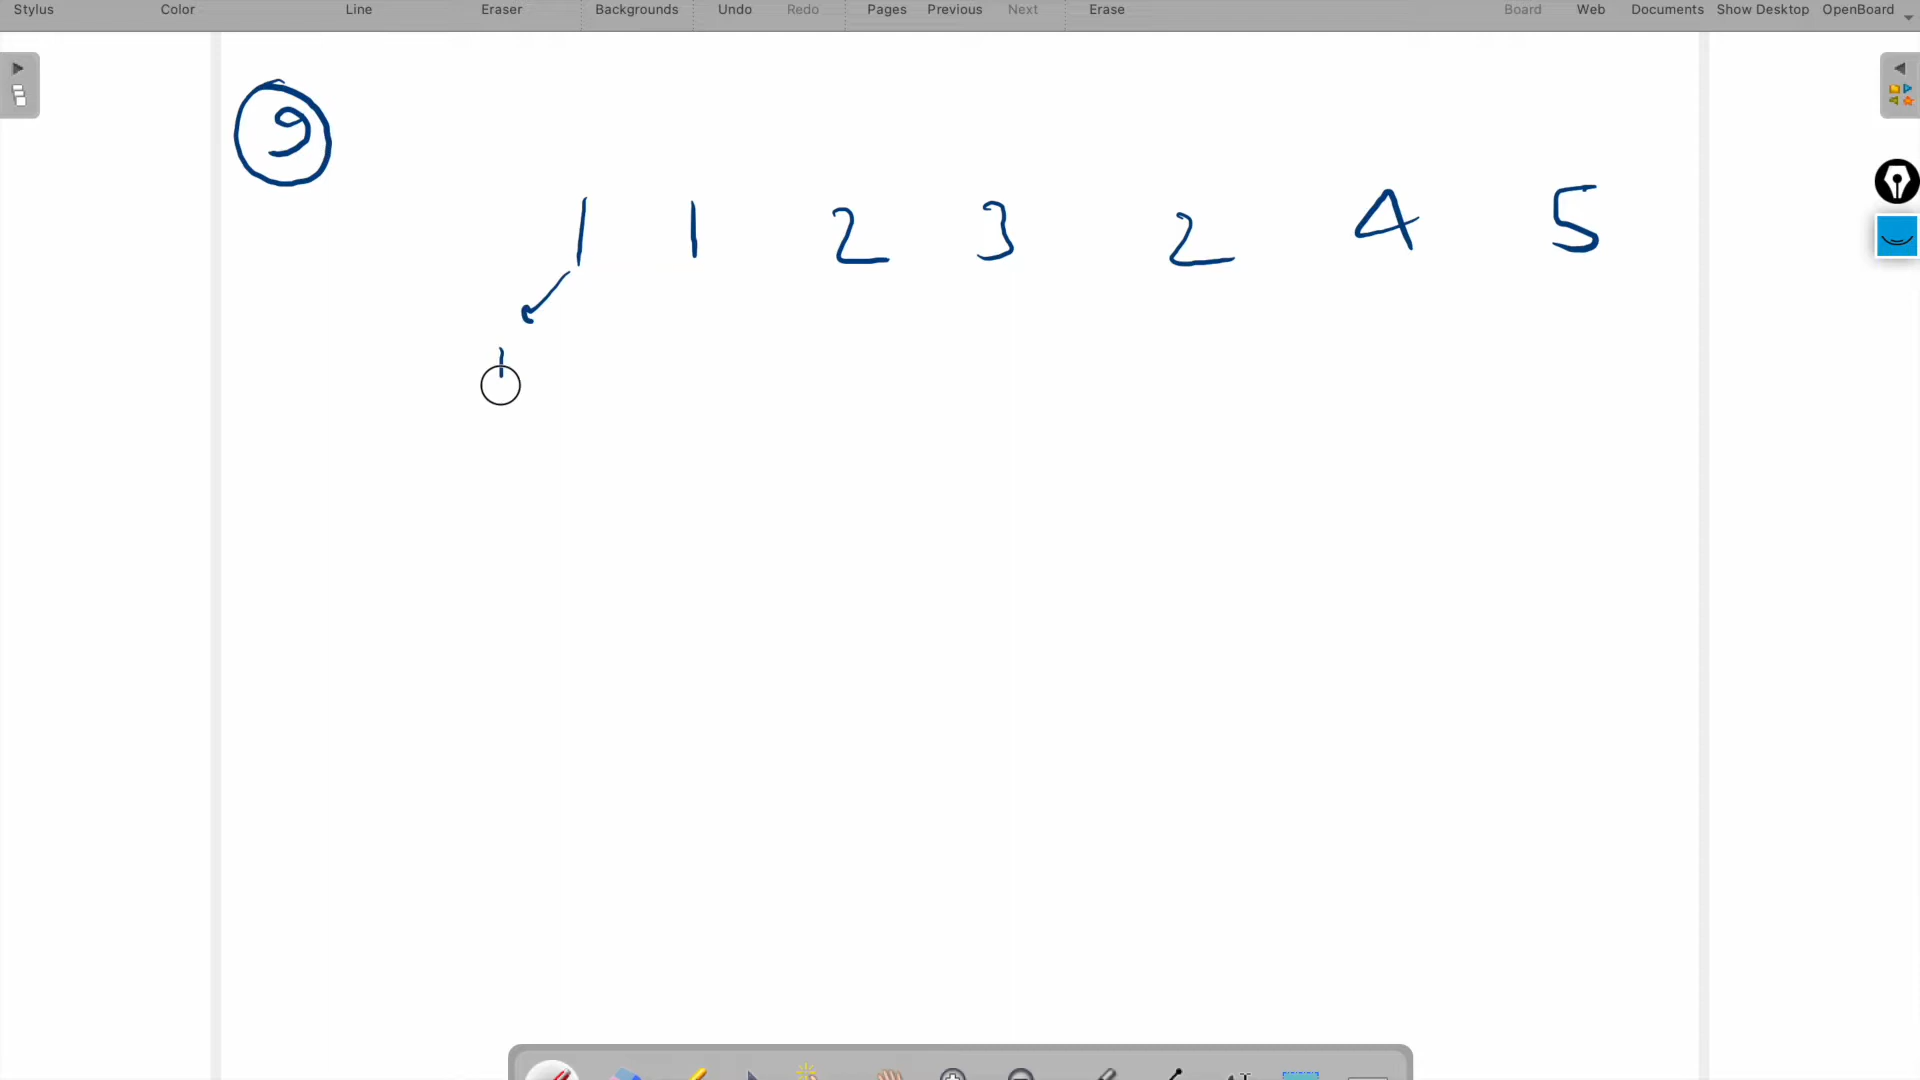 Stylus Color Line Eraser Backgrounds Undo Redo Pages Previous Next Erase Board Web Documents Show Desktop OpenBoard
9
1 1 2 3 2 4 5